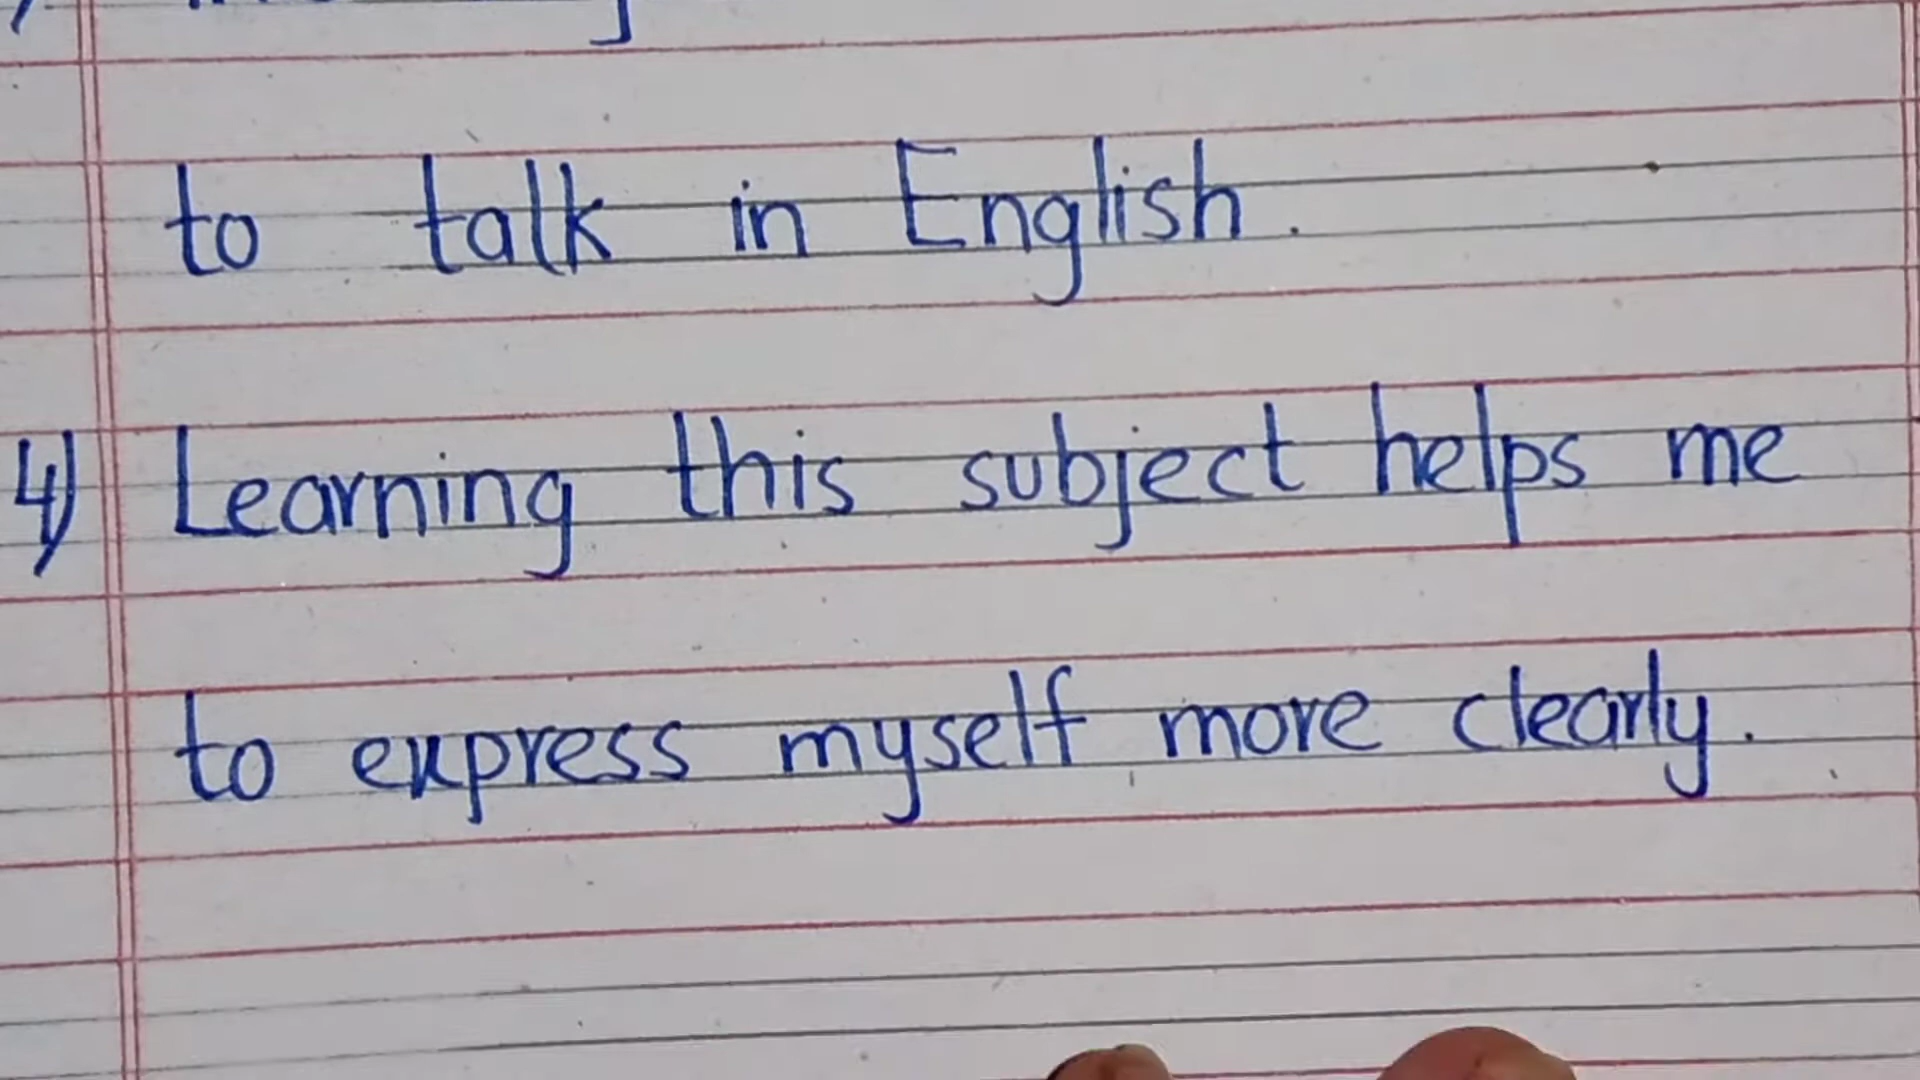 to talk in English.
4) Learning this subject helps me
to express myself more clearly.